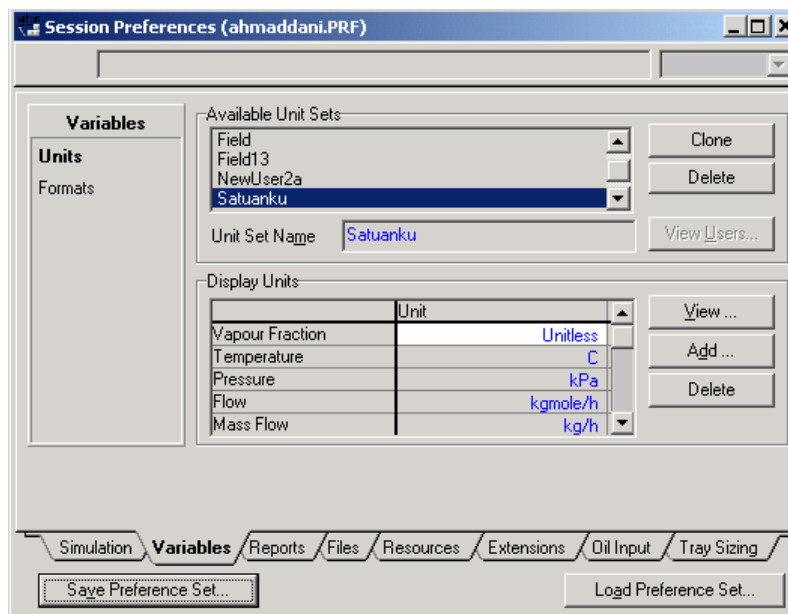 Session Preferences (ahmaddani.PRF)
Variables
Units
Formats
Available Unit Sets
Field
Field13
NewUser2a
Satuanku
Unit Set Name Satuanku
Clone
Delete
View Users...
Display Units
Unit
Vapour Fraction Unitless
Temperature C
Pressure kPa
Flow kgmole/h
Mass Flow kg/h
View ...
Add ...
Delete
Simulation Variables Reports Files Resources Extensions Oil Input Tray Sizing
Save Preference Set... Load Preference Set...